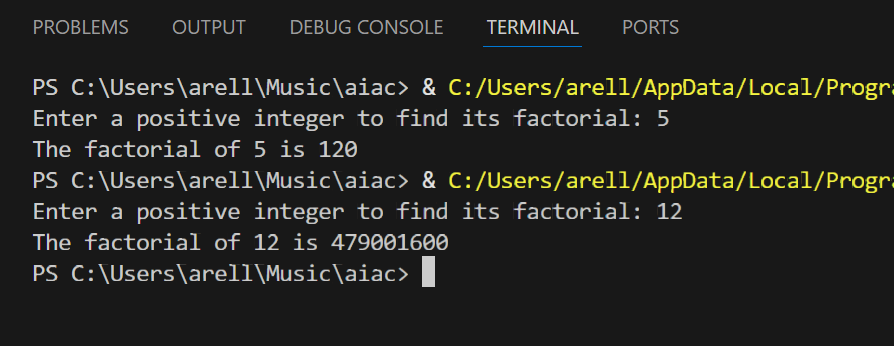 PROBLEMS OUTPUT DEBUG CONSOLE TERMINAL PORTS
PS C:\Users\arell\Music\aiac> & C:/Users/arell/AppData/Local/Progra
Enter a positive integer to find its factorial: 5
The factorial of 5 is 120
PS C:\Users\arell\Music\aiac> & C:/Users/arell/AppData/Local/Progra
Enter a positive integer to find its factorial: 12
The factorial of 12 is 479001600
PS C:\Users\arell\Music\aiac>